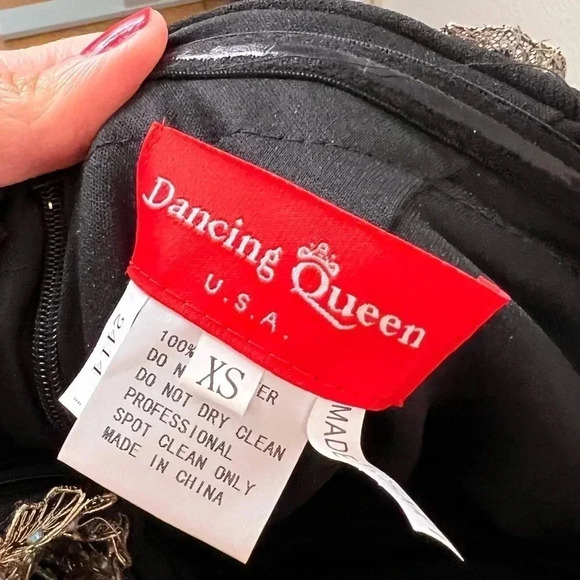 Dancing Queen
U.S.A.
XS
100%
DO N ER
DO NOT DRY CLEAN
PROFESSIONAL
SPOT CLEAN ONLY
MADE IN CHINA
MADE